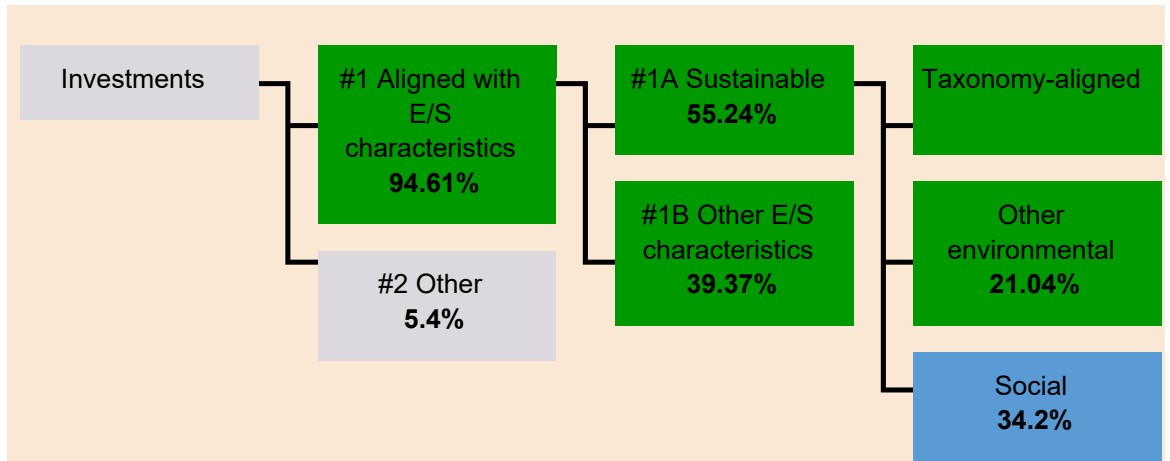 Investments
#1 Aligned with
E/S
characteristics
94.61%
#2 Other
5.4%
#1A Sustainable
55.24%
#1B Other E/S
characteristics
39.37%
Taxonomy-aligned
Other
environmental
21.04%
Social
34.2%